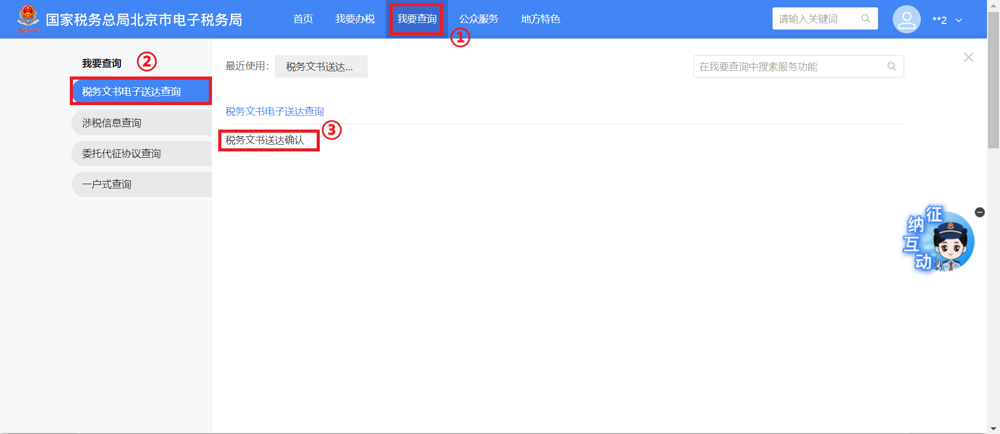 国家税务总局北京市电子税务局
首页 我要办税 我要查询 公众服务 地方特色
请输入关键词
**2
①
我要查询 ②
税务文书电子送达查询
涉税信息查询
委托代征协议查询
一户式查询
最近使用： 税务文书送达...
在我要查询中搜索服务功能
税务文书电子送达查询
税务文书送达确认 ③
征
纳
互
动